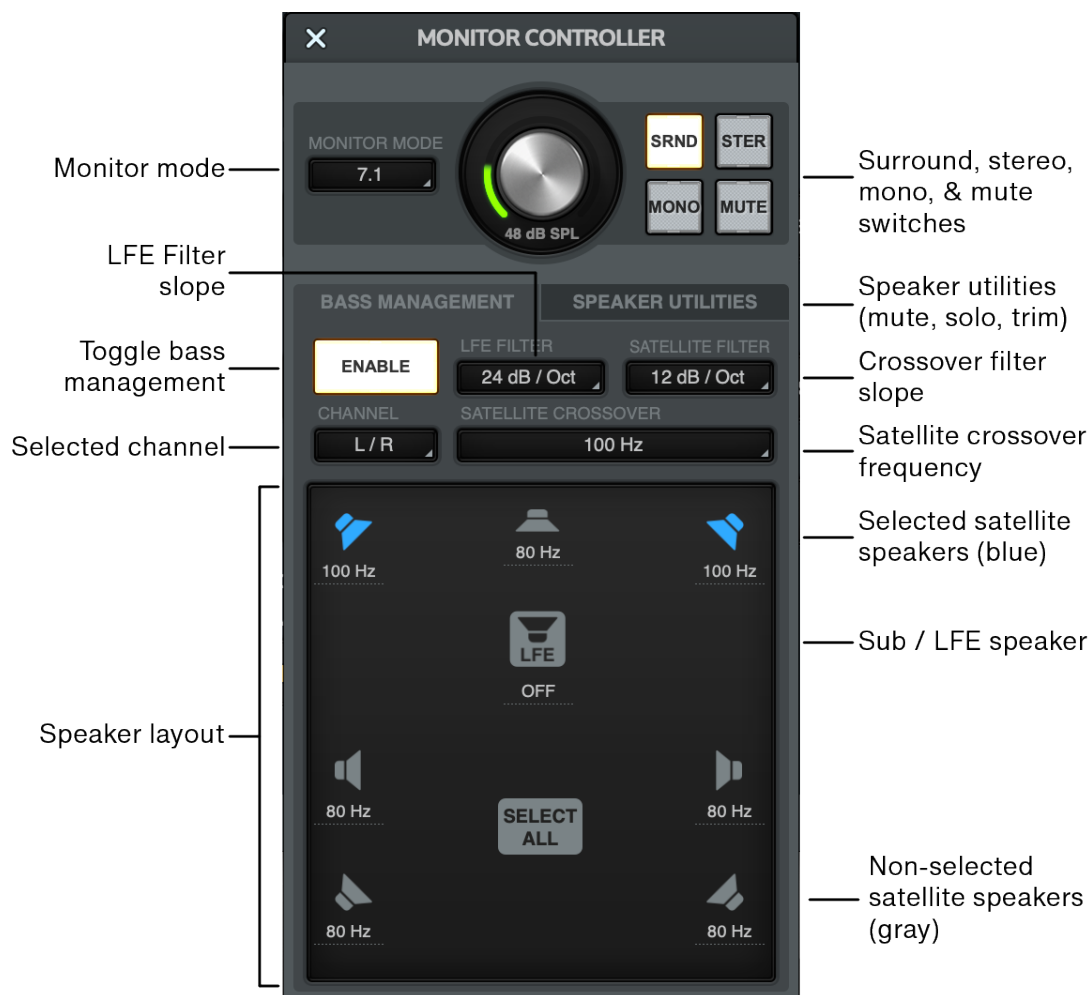 MONITOR CONTROLLER
MONITOR MODE
7.1
48 dB SPL
SRND
STER
MONO
MUTE
Monitor mode
Surround, stereo,
mono, & mute
switches
LFE Filter
slope
BASS MANAGEMENT
SPEAKER UTILITIES
Speaker utilities
(mute, solo, trim)
Toggle bass
management
ENABLE
LFE FILTER
24 dB / Oct
SATELLITE FILTER
12 dB / Oct
Crossover filter
slope
Selected channel
CHANNEL
L / R
SATELLITE CROSSOVER
100 Hz
Satellite crossover
frequency
100 Hz
80 Hz
100 Hz
Selected satellite
speakers (blue)
LFE
OFF
Sub / LFE speaker
Speaker layout
80 Hz
SELECT
ALL
80 Hz
80 Hz
80 Hz
Non-selected
satellite speakers
(gray)